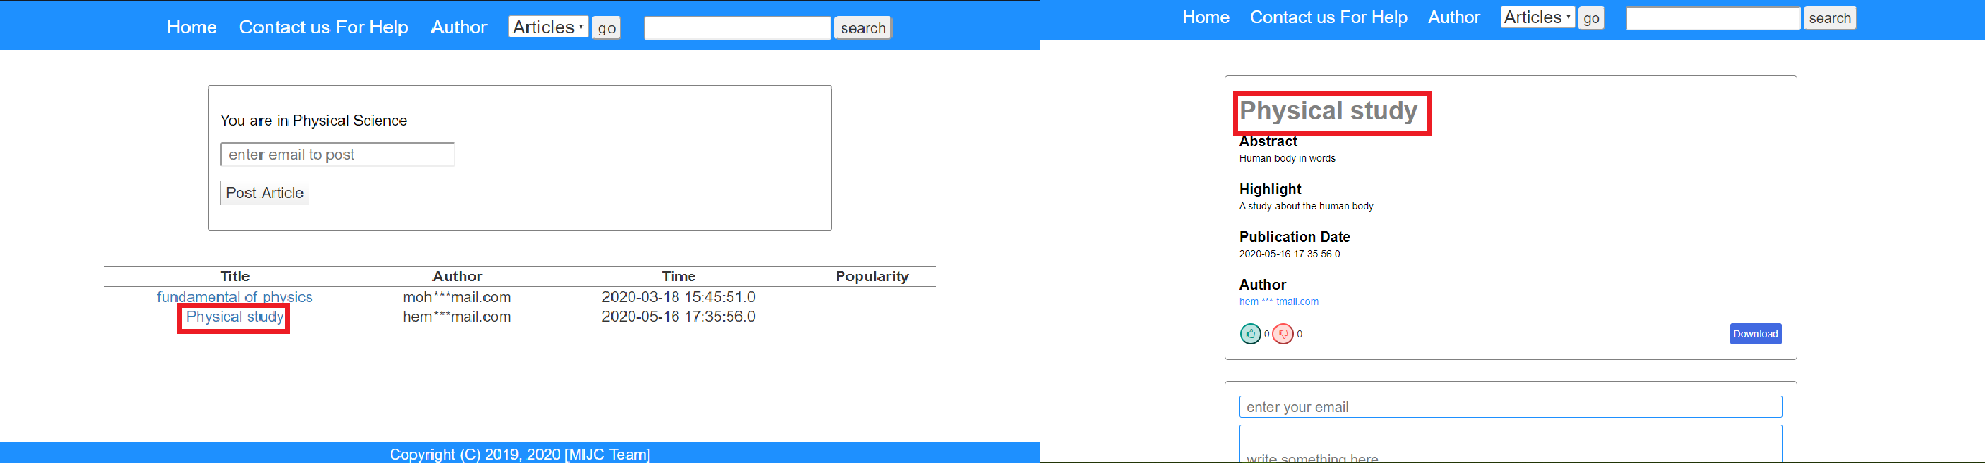 Home Contact us For Help Author Articles go search
You are in Physical Science
enter email to post
Post Article
Title Author Time Popularity
fundamental of physics moh***mail.com 2020-03-18 15:45:51.0
Physical study hem***mail.com 2020-05-16 17:35:56.0
Copyright (C) 2019, 2020 [MIJC Team]
Home Contact us For Help Author Articles go search
Physical study
Abstract
Human body in words
Highlight
A study about the human body
Publication Date
2020-05-16 17:35:56.0
Author
hem *** tmail.com
0 0 Download
enter your email
write something here